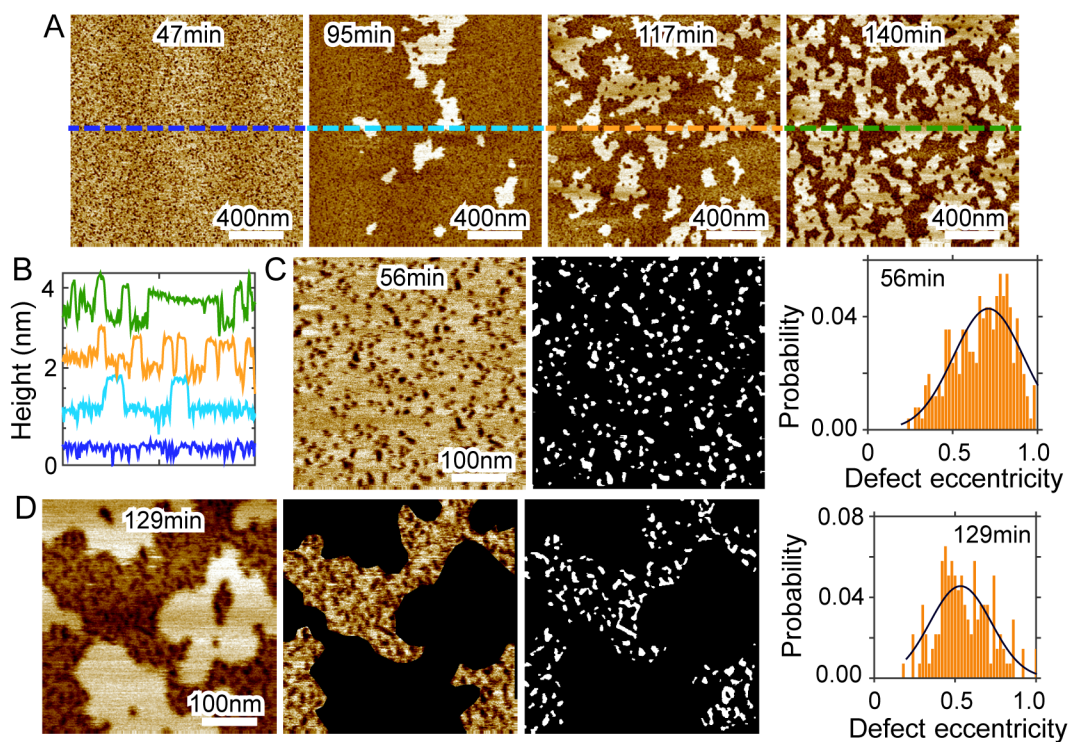 A
47min
95min
117min
140min
400nm
400nm
400nm
400nm
B
Height (nm)
4
2
0
C
56min
100nm
56min
Probability
0.04
0.00
0.0
0.5
1.0
Defect eccentricity
D
129min
100nm
129min
Probability
0.08
0.04
0.00
0
0.5
1.0
Defect eccentricity